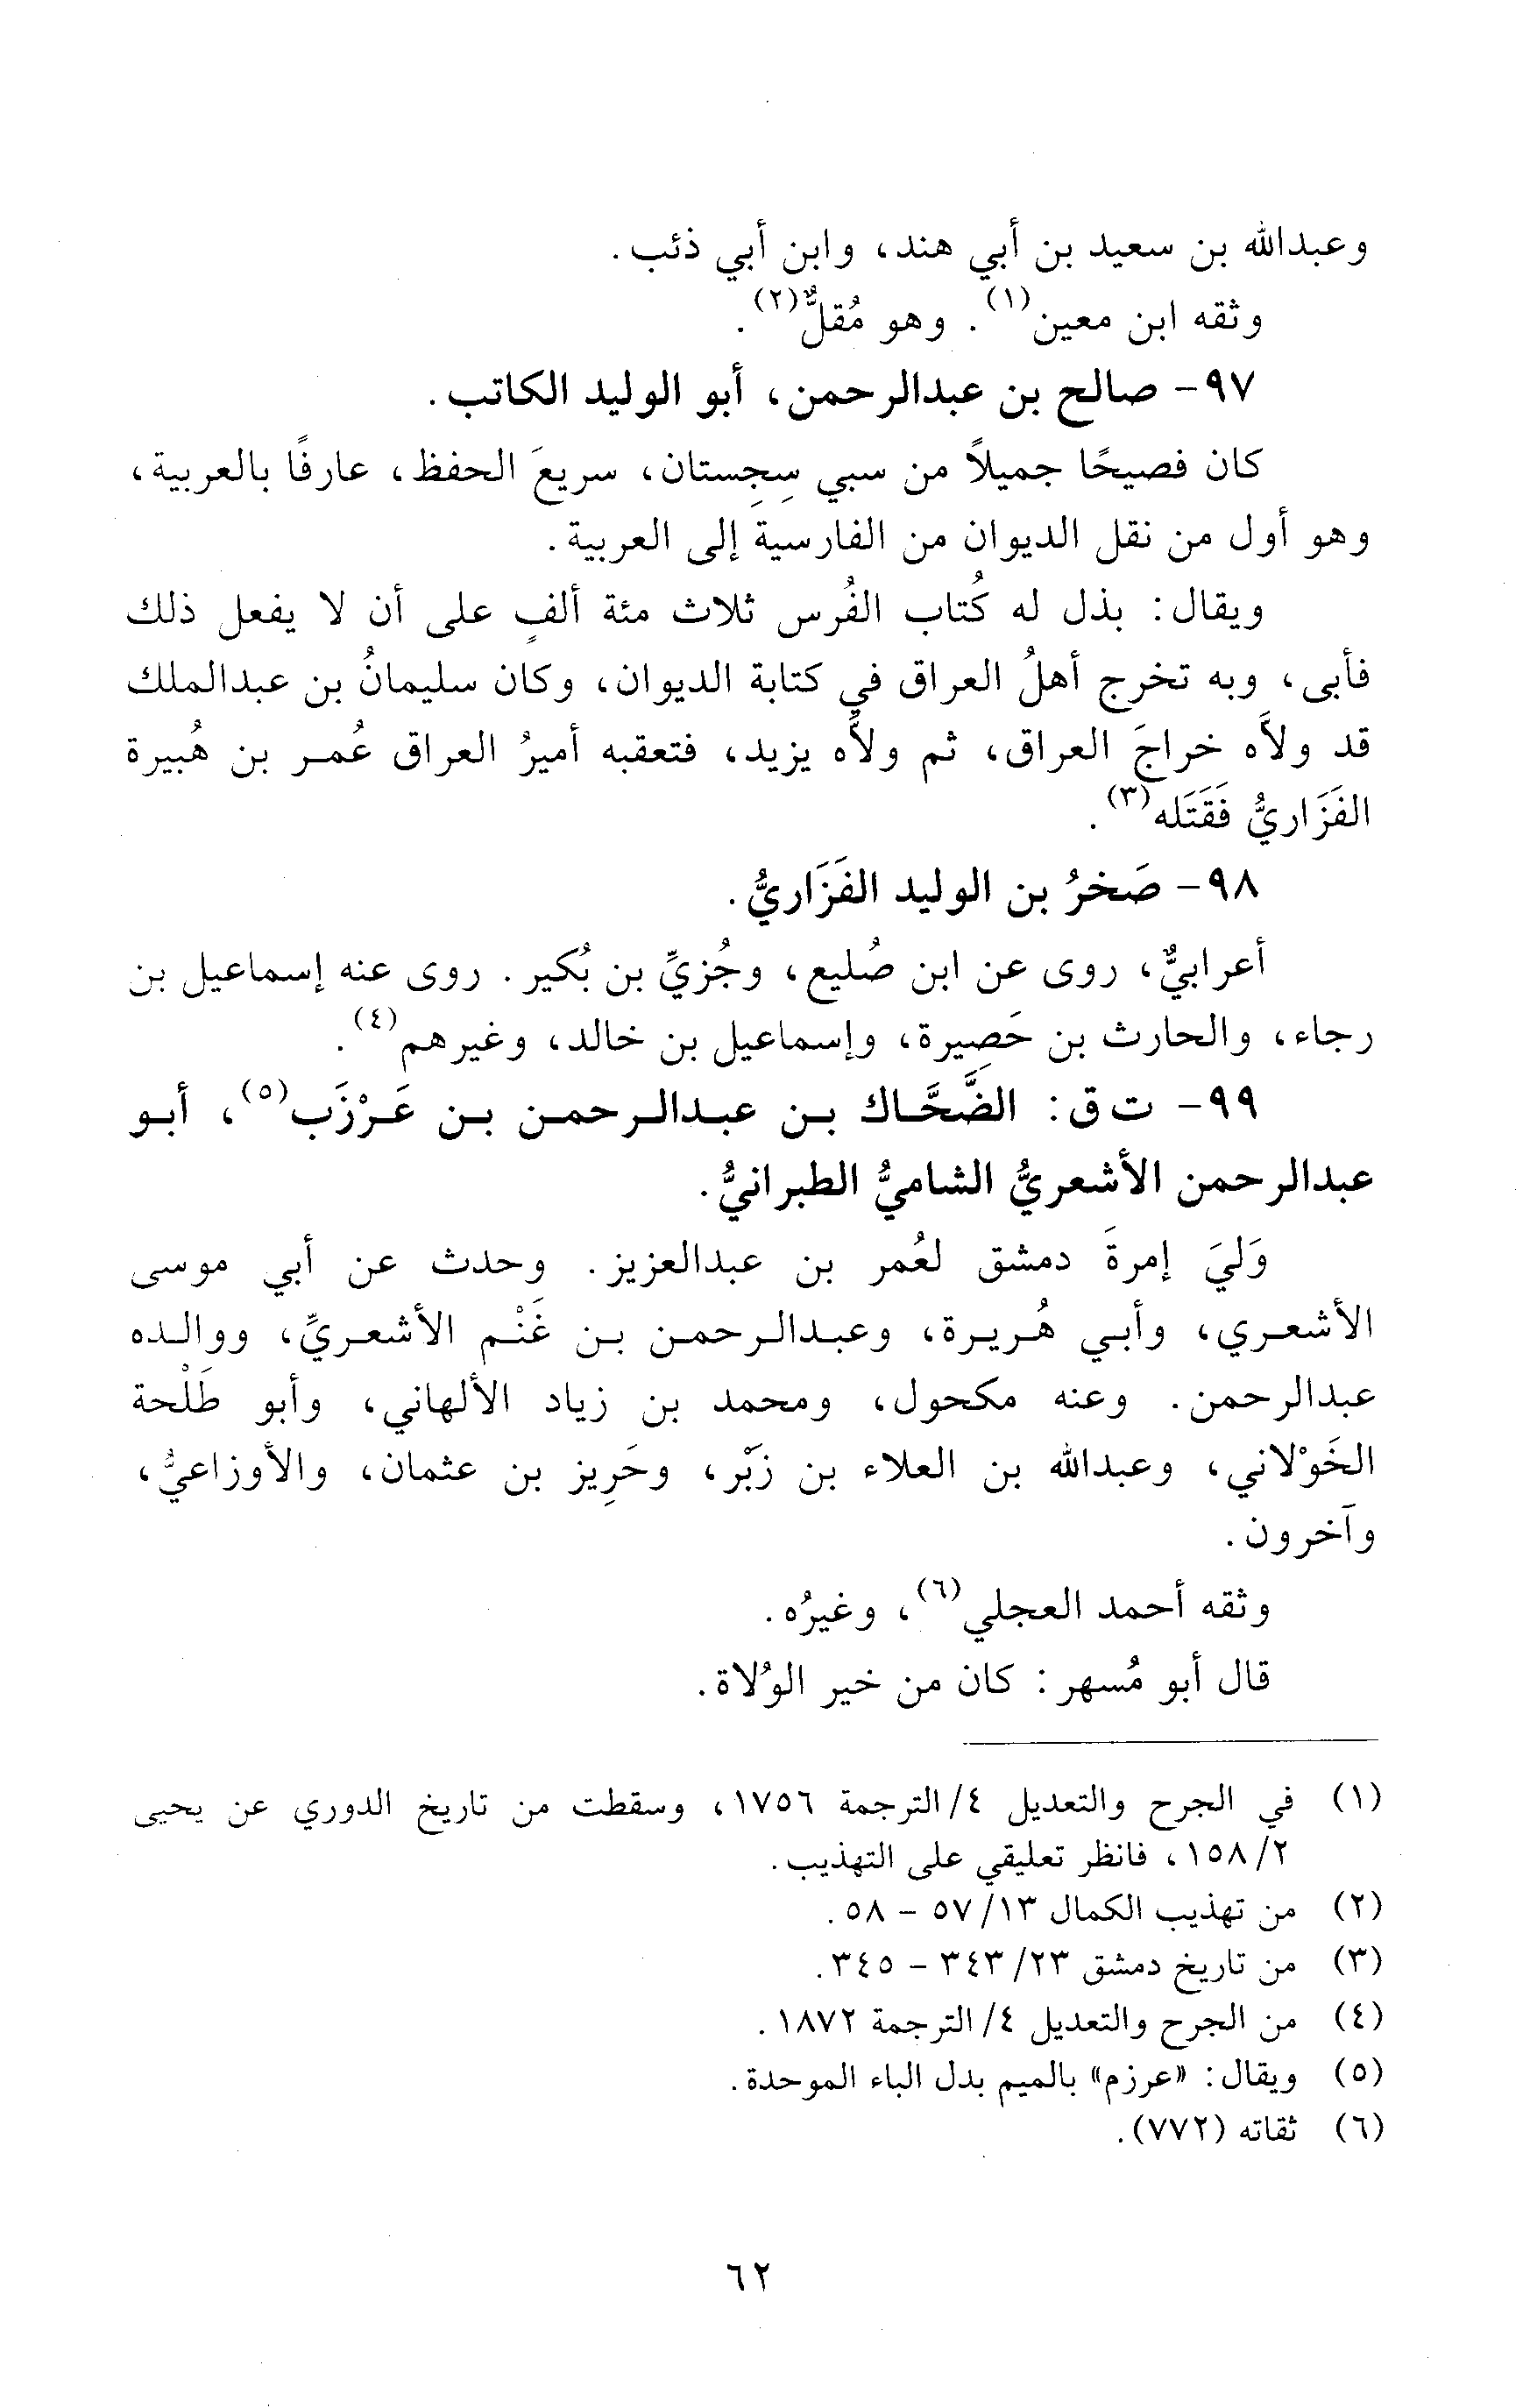 وعبدالله بن سعيد بن أبي هند، وابن أبي ذئب.
وثقه ابن معين(١). وهو مُقلٌّ(٢).
٩٧- صالح بن عبدالرحمن، أبو الوليد الكاتب.
كان فصيحًا جميلاً من سبي سِجِستان، سريعَ الحفظ، عارفًا بالعربية،
وهو أول من نقل الديوان من الفارسية إلى العربية.
ويقال: بذل له كُتاب الفُرس ثلاث مئة ألفٍ على أن لا يفعل ذلك
فأبى، وبه تخرج أهلُ العراق في كتابة الديوان، وكان سليمانُ بن عبدالملك
قد ولاَّه خراجَ العراق، ثم ولاَّه يزيد، فتعقبه أميرُ العراق عُمر بن هُبيرة
الفَزَاريُّ فَقَتَله(٣).
٩٨- صَخرُ بن الوليد الفَزَاريُّ.
أعرابيٌّ، روى عن ابن صُليع، وجُزيِّ بن بُكير. روى عنه إسماعيل بن
رجاء، والحارث بن حَصِيرة، وإسماعيل بن خالد، وغيرهم(٤).
٩٩- ت ق: الضَّحَّاك بن عبدالرحمن بن عَرْزَب(٥)، أبو
عبدالرحمن الأشعريُّ الشاميُّ الطبرانيُّ.
وَليَ إمرةَ دمشق لعُمر بن عبدالعزيز. وحدث عن أبي موسى
الأشعري، وأبي هُريرة، وعبدالرحمن بن غَنْم الأشعريِّ، ووالده
عبدالرحمن. وعنه مكحول، ومحمد بن زياد الألهاني، وأبو طَلْحة
الخَوْلاني، وعبدالله بن العلاء بن زَبْر، وحَرِيز بن عثمان، والأوزاعيُّ،
وآخرون.
وثقه أحمد العجلي(٦)، وغيرُه.
قال أبو مُسهر: كان من خير الوُلاة.
(١) في الجرح والتعديل ٤/ الترجمة ١٧٥٦، وسقطت من تاريخ الدوري عن يحيى
٢/ ١٥٨، فانظر تعليقي على التهذيب.
(٢) من تهذيب الكمال ١٣/ ٥٧ - ٥٨.
(٣) من تاريخ دمشق ٢٣/ ٣٤٣ - ٣٤٥.
(٤) من الجرح والتعديل ٤/ الترجمة ١٨٧٢.
(٥) ويقال: «عرزم» بالميم بدل الباء الموحدة.
(٦) ثقاته (٧٧٢).
٦٢